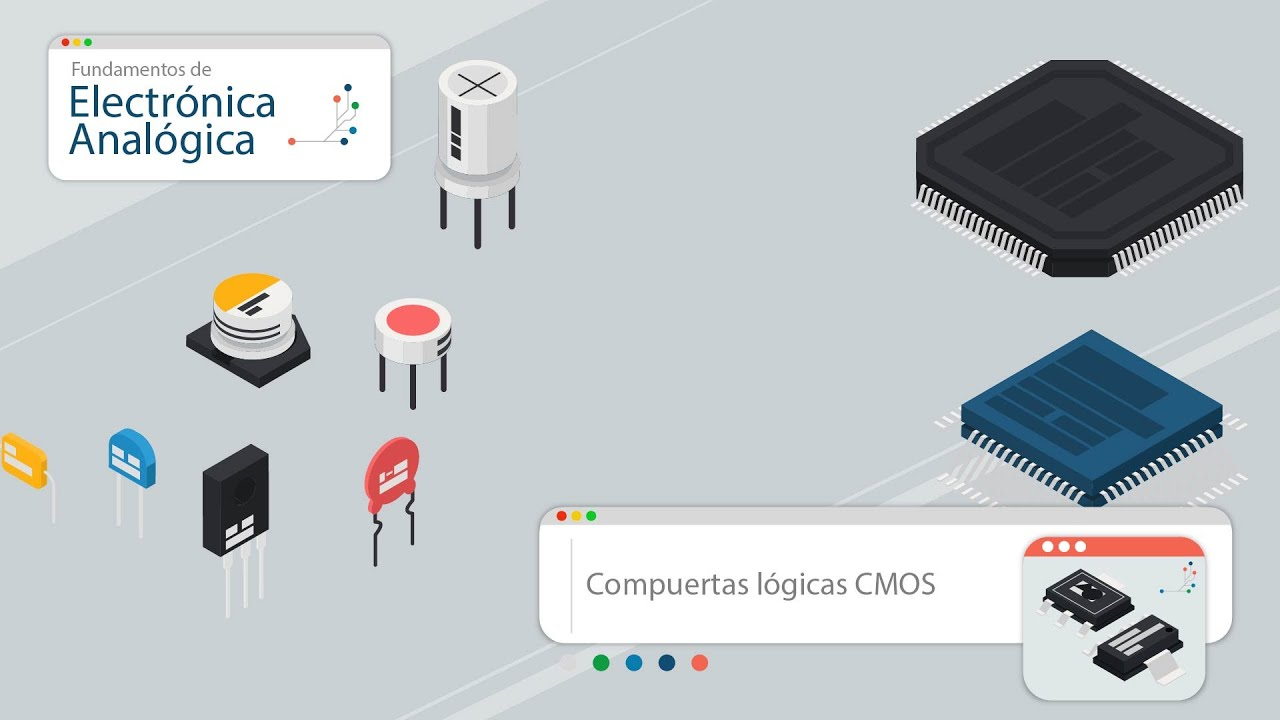 Fundamentos de
Electrónica
Analógica
Compuertas lógicas CMOS